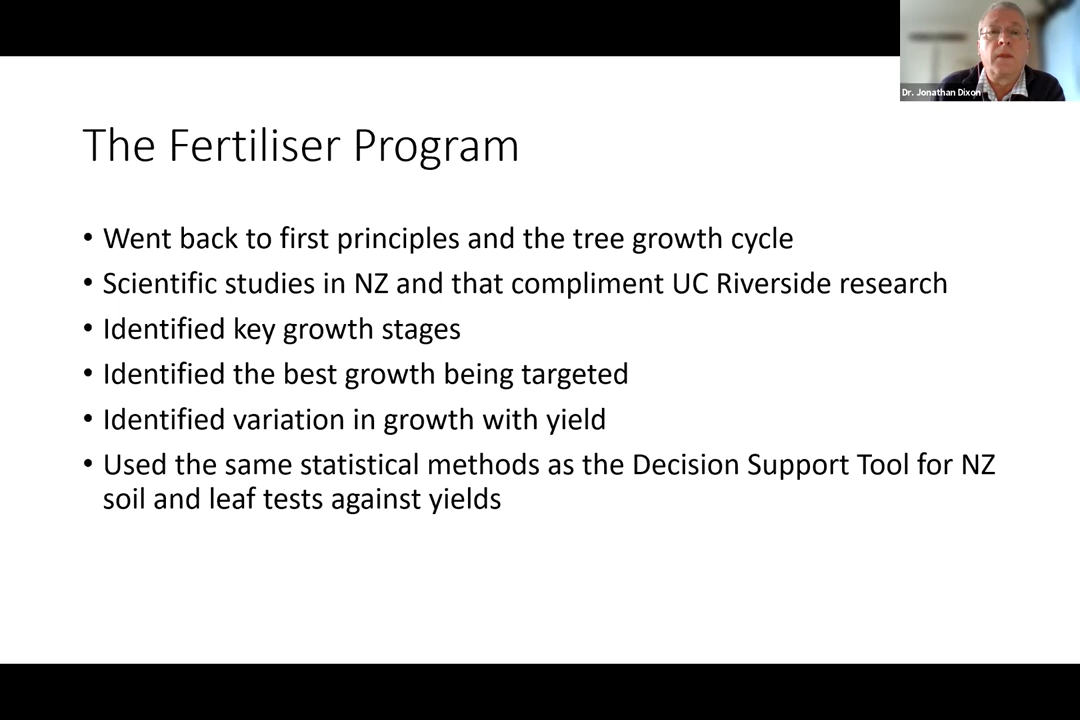 Dr. Jonathan Dixon
The Fertiliser Program
• Went back to first principles and the tree growth cycle
• Scientific studies in NZ and that compliment UC Riverside research
• Identified key growth stages
• Identified the best growth being targeted
• Identified variation in growth with yield
• Used the same statistical methods as the Decision Support Tool for NZ
soil and leaf tests against yields